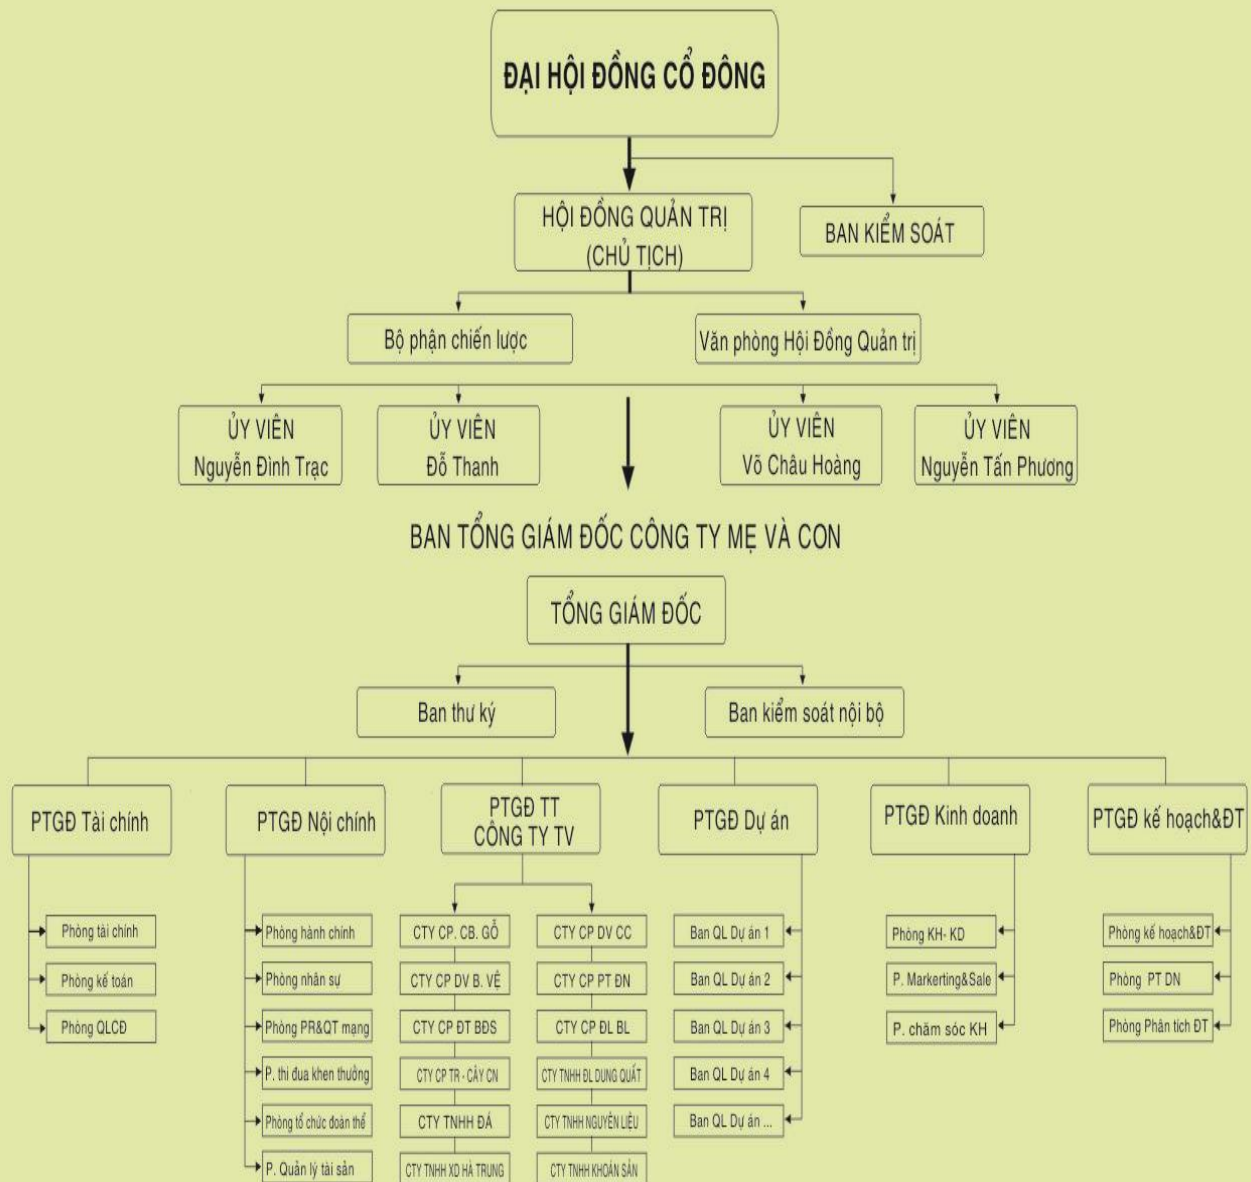 ĐẠI HỘI ĐỒNG CỔ ĐÔNG
HỘI ĐỒNG QUẢN TRỊ
(CHỦ TỊCH)
BAN KIỂM SOÁT
Bộ phận chiến lược
Văn phòng Hội Đồng Quản trị
ỦY VIÊN
Nguyễn Đình Trạc
ỦY VIÊN
Đỗ Thanh
ỦY VIÊN
Võ Châu Hoàng
ỦY VIÊN
Nguyễn Tấn Phương
BAN TỔNG GIÁM ĐỐC CÔNG TY MẸ VÀ CON
TỔNG GIÁM ĐỐC
Ban thư ký
Ban kiểm soát nội bộ
PTGĐ Tài chính
PTGĐ Nội chính
PTGĐ TT
CÔNG TY TV
PTGĐ Dự án
PTGĐ Kinh doanh
PTGĐ kế hoạch&ĐT
Phòng tài chính
Phòng kế toán
Phòng QLCĐ
Phòng hành chính
Phòng nhân sự
Phòng PR&QT mạng
P. thi đua khen thưởng
Phòng tổ chức đoàn thể
P. Quản lý tài sản
CTY CP. CB. GỖ
CTY CP DV B. VỆ
CTY CP ĐT BĐS
CTY CP TR - CÂY CN
CTY TNHH ĐÁ
CTY TNHH XD HÀ TRUNG
CTY CP DV CC
CTY CP PT ĐN
CTY CP ĐL BL
CTY TNHH ĐL DUNG QUẤT
CTY TNHH NGUYÊN LIỆU
CTY TNHH KHOÁN SẢN
Ban QL Dự án 1
Ban QL Dự án 2
Ban QL Dự án 3
Ban QL Dự án 4
Ban QL Dự án ...
Phòng KH- KD
P. Markerting&Sale
P. chăm sóc KH
Phòng kế hoạch&ĐT
Phòng PT DN
Phòng Phân tích ĐT